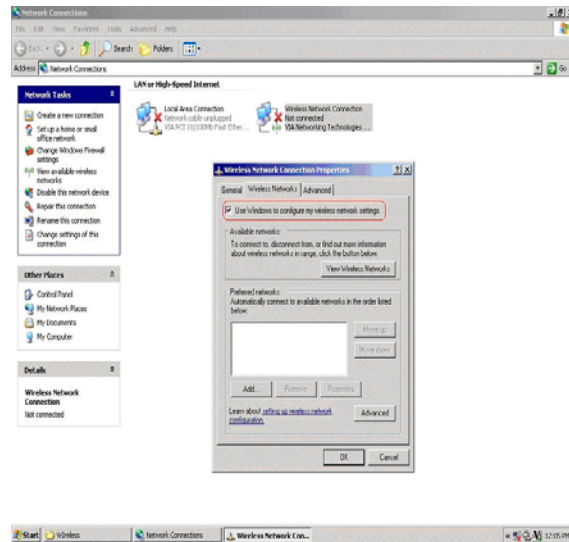 Network Connections
File Edit View Favorites Tools Advanced Help
Back Search Folders
Address Network Connections Go
Network Tasks
Create a new connection
Set up a home or small
office network
Change Windows Firewall
settings
View available wireless
networks
Disable this network device
Repair this connection
Rename this connection
Change settings of this
connection
Other Places
Control Panel
My Network Places
My Documents
My Computer
Details
Wireless Network
Connection
Not connected
LAN or High-Speed Internet
Local Area Connection
Network cable unplugged
VIA PCI 10/100Mb Fast Ether...
Wireless Network Connection
Not connected
VIA Networking Technologies ...
Wireless Network Connection Properties
General Wireless Networks Advanced
Use Windows to configure my wireless network settings
Available networks:
To connect to, disconnect from, or find out more information
about wireless networks in range, click the button below.
View Wireless Networks
Preferred networks:
Automatically connect to available networks in the order listed
below:
Move up
Move down
Add... Remove Properties
Learn about setting up wireless network
configuration.
Advanced
OK Cancel
Start Wireless Network Connections Wireless Network Con... 12:05 PM